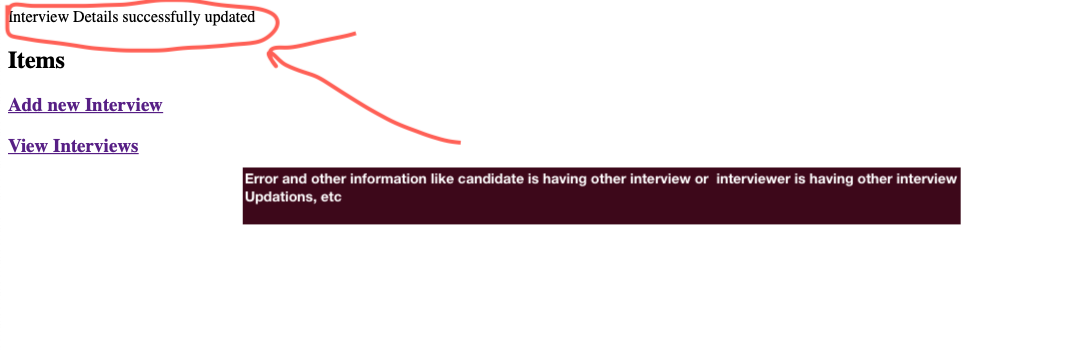 Interview Details successfully updated
Items
Add new Interview
View Interviews
Error and other information like candidate is having other interview or interviewer is having other interview
Updations, etc